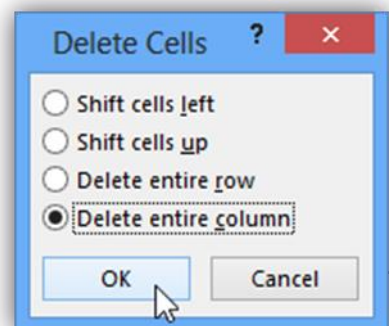 Delete Cells ? ×
Shift cells left
Shift cells up
Delete entire row
Delete entire column
OK Cancel